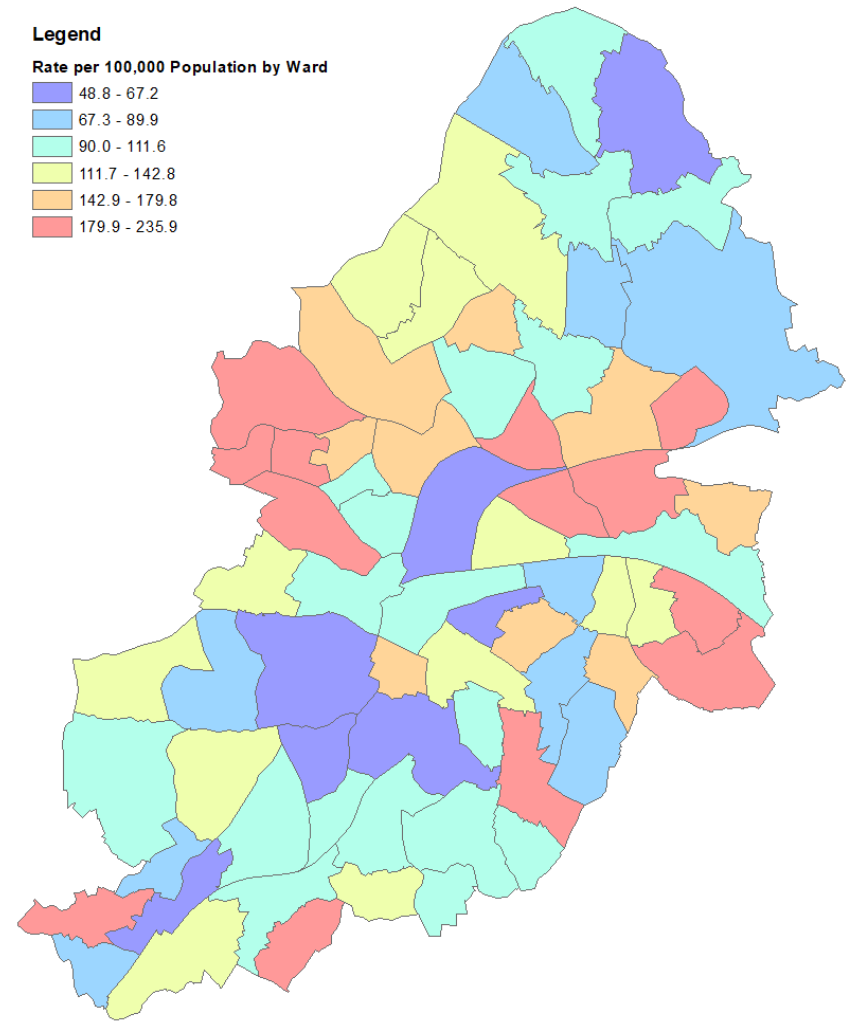 Legend
Rate per 100,000 Population by Ward
48.8 - 67.2
67.3 - 89.9
90.0 - 111.6
111.7 - 142.8
142.9 - 179.8
179.9 - 235.9